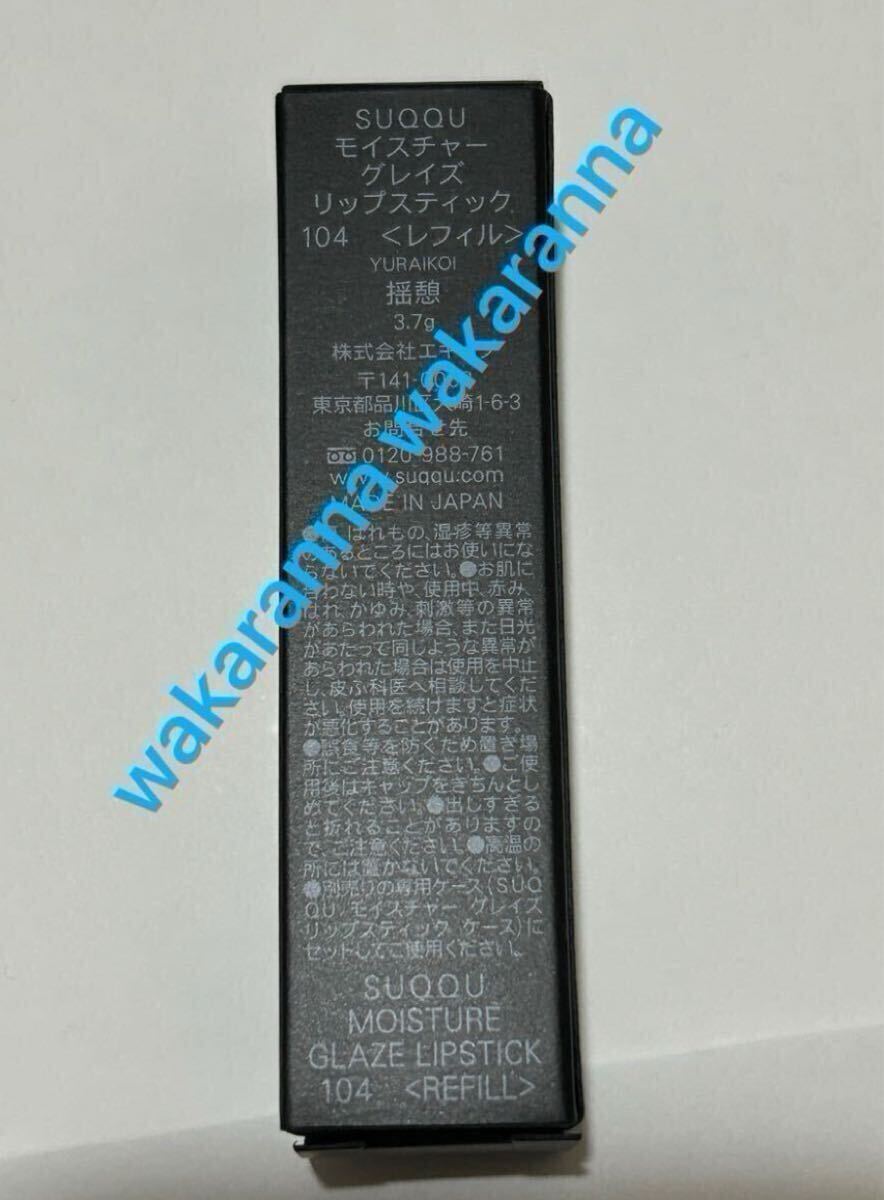 SUQQU
モイスチャー
グレイズ
リップスティック
104 <レフィル>
YURAIKOI
揺憩
3.7g
株式会社
〒141-
東京都品川区大崎1-6-3
お問合せ先
0120-988-761
www.suqqu.com
MADE IN JAPAN
はれもの、湿疹等異常
のあるところにはお使いにな
らないでください。●お肌に
合わない時や、使用中、赤み、
はれ、かゆみ、刺激等の異常
があらわれた場合、また日光
があたって同じような異常が
あらわれた場合は使用を中止
し、皮ふ科医へ相談してくだ
さい。使用を続けますと症状
が悪化することがあります。
●誤食等を防ぐため置き場
所にご注意ください。●ご使
用後はキャップをきちんとし
めてください。●出しすぎる
と折れることがありますの
で、ご注意ください。●高温の
所には置かないでください。
●別売りの専用ケース(SUQ
QU モイスチャー グレイズ
リップスティック ケース)に
セットしてご使用ください。
SUQQU
MOISTURE
GLAZE LIPSTICK
104 <REFILL>
wakaranna wakaranna